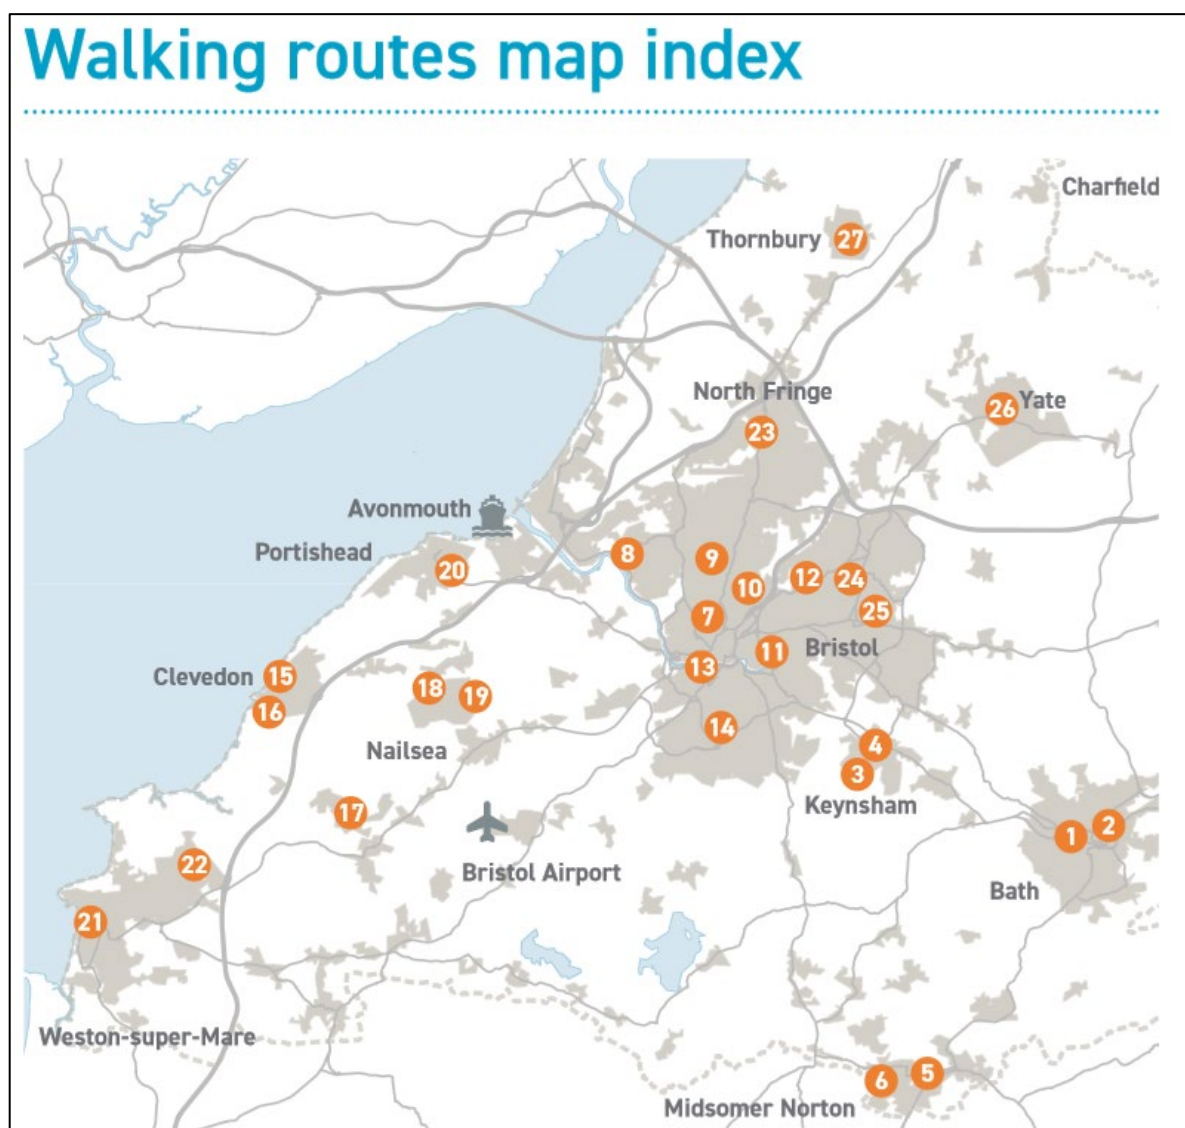 Walking routes map index
Charfield
Thornbury 27
North Fringe
26 Yate
23
Avonmouth
Portishead
20
8
9
10
12
24
25
7
11
Bristol
13
Clevedon 15
16
18
19
14
Nailsea
4
3
Keynsham
17
1
2
22
Bristol Airport
Bath
21
Weston-super-Mare
5
6
Midsomer Norton